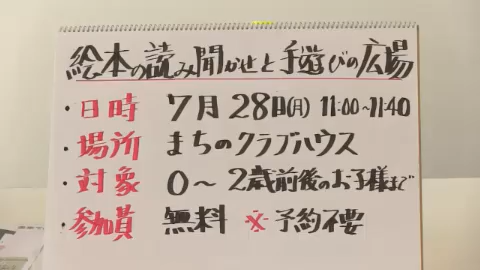 絵本の読み聞かせと手遊びの広場
・日時 7月28日(月) 11:00~11:40
・場所 まちのクラブハウス
・対象 0~2歳前後のお子様まで
・参加費 無料 ※予約不要